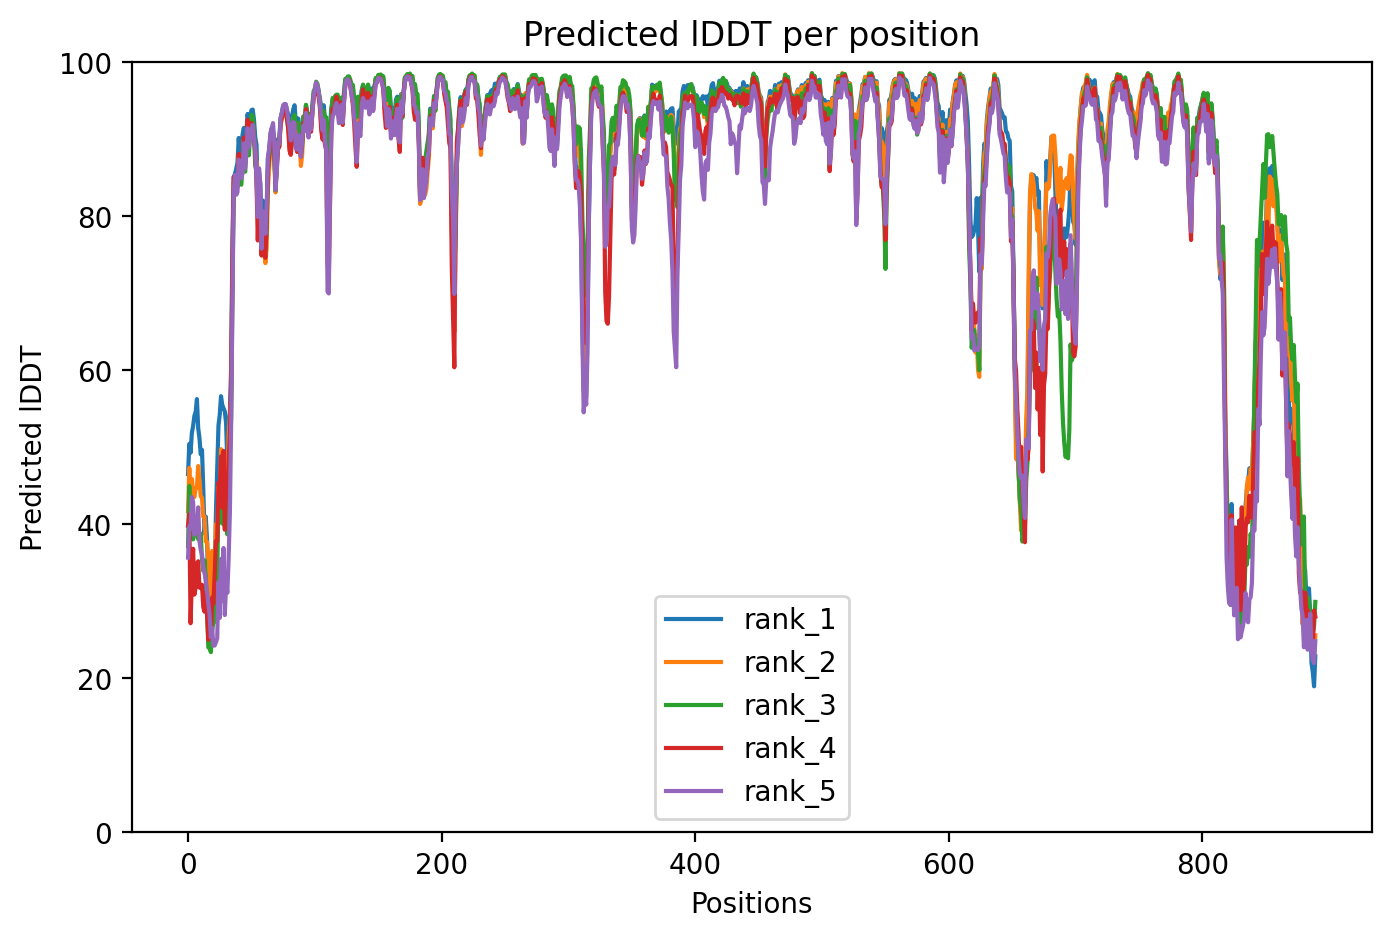 Predicted lDDT per position
100
80
60
40
20
0
Predicted lDDT
0 200 400 600 800
Positions
rank_1
rank_2
rank_3
rank_4
rank_5